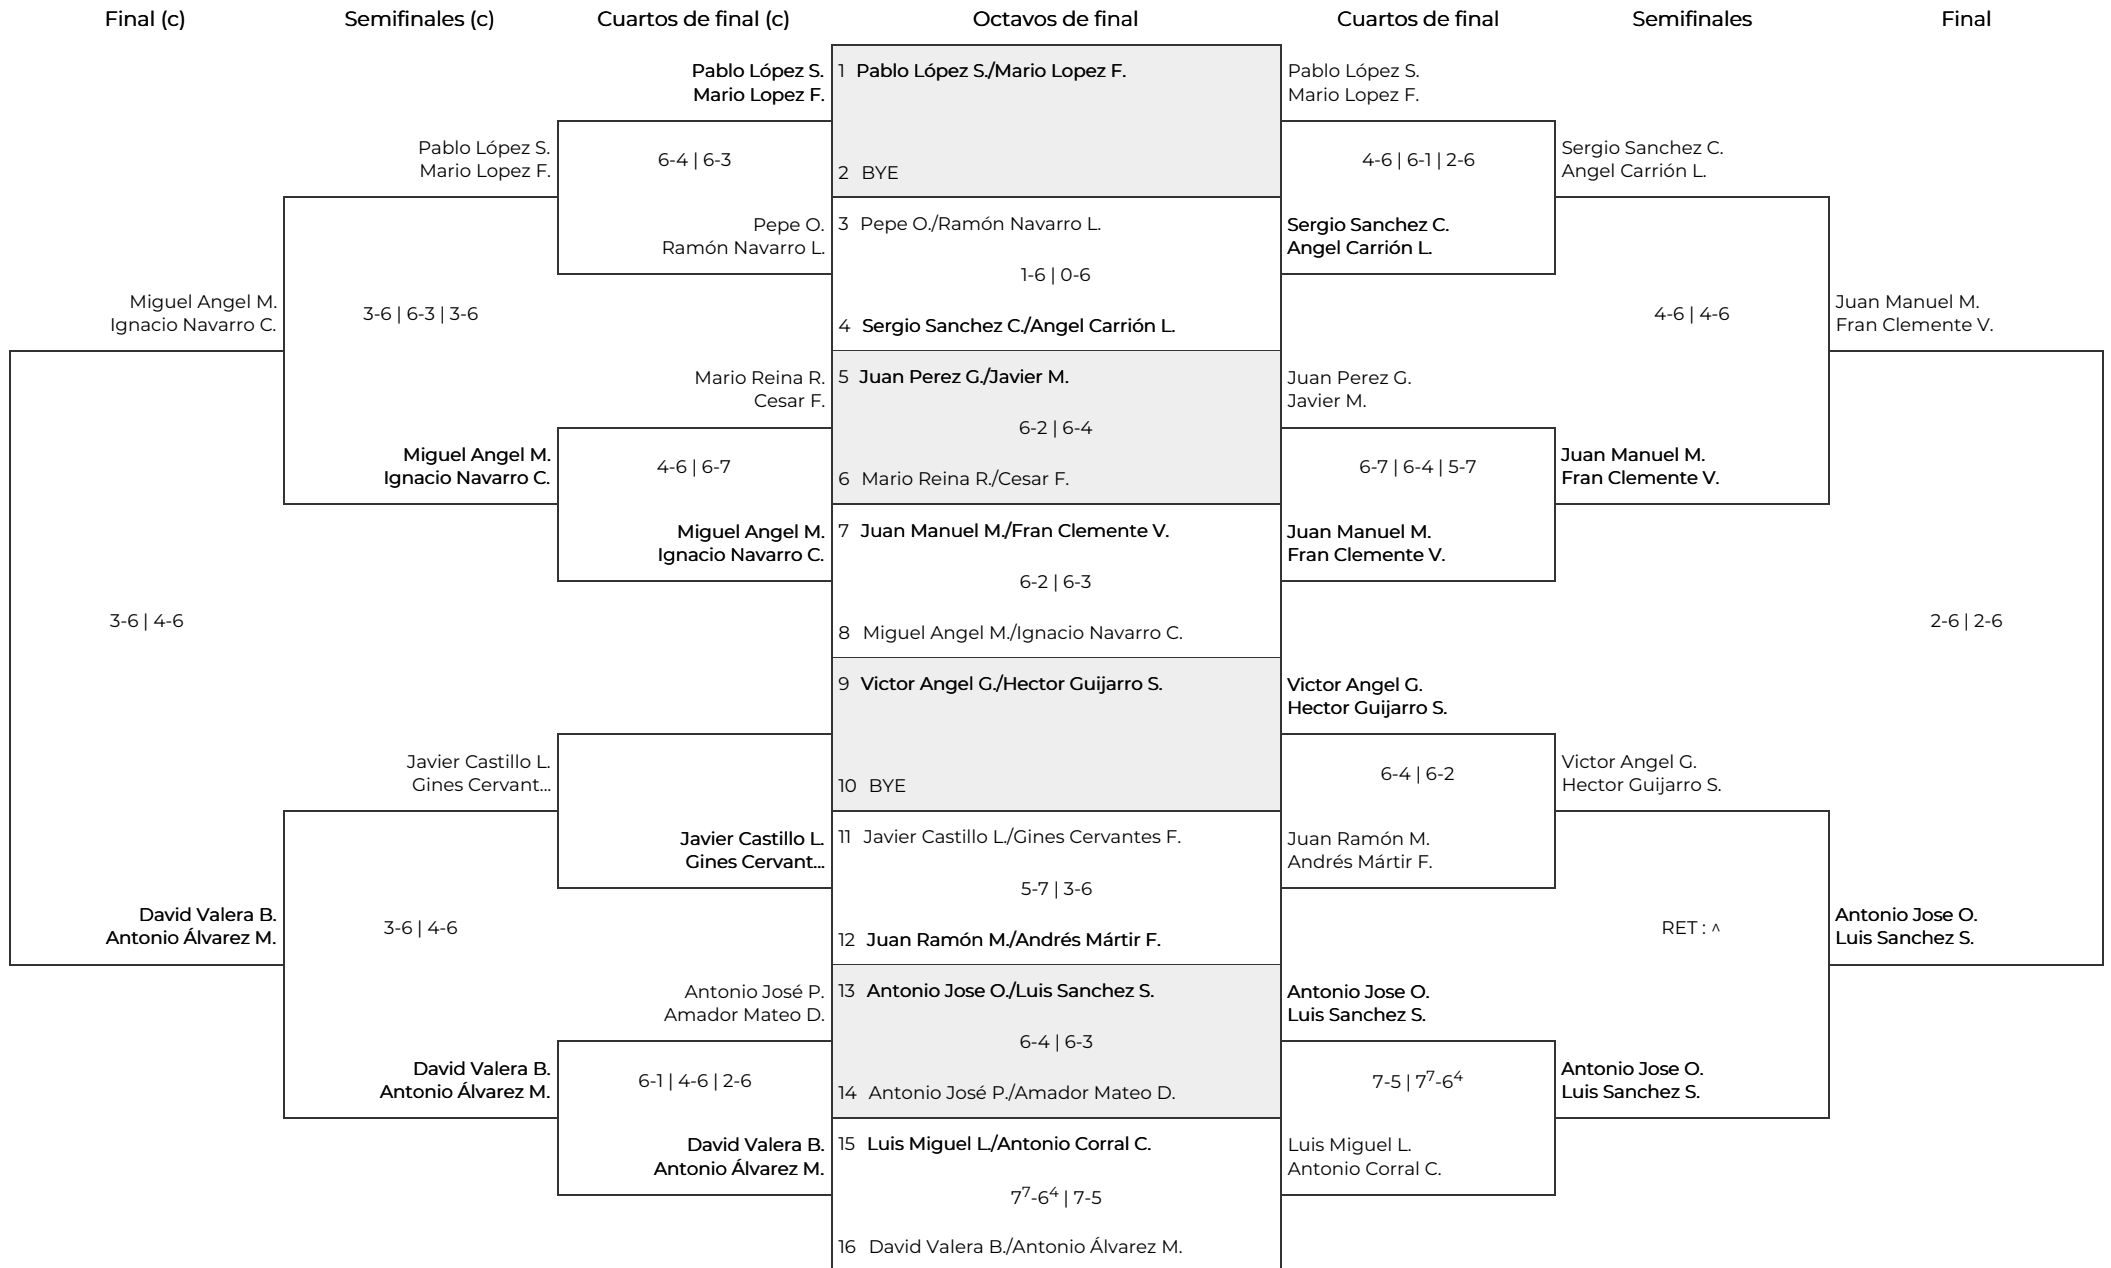 Final (c)
Semifinales (c)
Cuartos de final (c)
Octavos de final
Cuartos de final
Semifinales
Final
Miguel Angel M.
Ignacio Navarro C.
3-6 | 4-6
David Valera B.
Antonio Álvarez M.
Pablo López S.
Mario Lopez F.
3-6 | 6-3 | 3-6
Miguel Angel M.
Ignacio Navarro C.
Javier Castillo L.
Gines Cervant...
3-6 | 4-6
David Valera B.
Antonio Álvarez M.
Pablo López S.
Mario Lopez F.
6-4 | 6-3
Pepe O.
Ramón Navarro L.
Mario Reina R.
Cesar F.
4-6 | 6-7
Miguel Angel M.
Ignacio Navarro C.
Javier Castillo L.
Gines Cervant...
Antonio José P.
Amador Mateo D.
6-1 | 4-6 | 2-6
David Valera B.
Antonio Álvarez M.
1 Pablo López S./Mario Lopez F.
2 BYE
3 Pepe O./Ramón Navarro L.
1-6 | 0-6
4 Sergio Sanchez C./Angel Carrión L.
5 Juan Perez G./Javier M.
6-2 | 6-4
6 Mario Reina R./Cesar F.
7 Juan Manuel M./Fran Clemente V.
6-2 | 6-3
8 Miguel Angel M./Ignacio Navarro C.
9 Victor Angel G./Hector Guijarro S.
10 BYE
11 Javier Castillo L./Gines Cervantes F.
5-7 | 3-6
12 Juan Ramón M./Andrés Mártir F.
13 Antonio Jose O./Luis Sanchez S.
6-4 | 6-3
14 Antonio José P./Amador Mateo D.
15 Luis Miguel L./Antonio Corral C.
7⁷-6⁴ | 7-5
16 David Valera B./Antonio Álvarez M.
Pablo López S.
Mario Lopez F.
4-6 | 6-1 | 2-6
Sergio Sanchez C.
Angel Carrión L.
Juan Perez G.
Javier M.
6-7 | 6-4 | 5-7
Juan Manuel M.
Fran Clemente V.
Victor Angel G.
Hector Guijarro S.
6-4 | 6-2
Juan Ramón M.
Andrés Mártir F.
Antonio Jose O.
Luis Sanchez S.
7-5 | 7⁷-6⁴
Luis Miguel L.
Antonio Corral C.
Sergio Sanchez C.
Angel Carrión L.
4-6 | 4-6
Juan Manuel M.
Fran Clemente V.
Victor Angel G.
Hector Guijarro S.
RET : ^
Antonio Jose O.
Luis Sanchez S.
Juan Manuel M.
Fran Clemente V.
2-6 | 2-6
Antonio Jose O.
Luis Sanchez S.